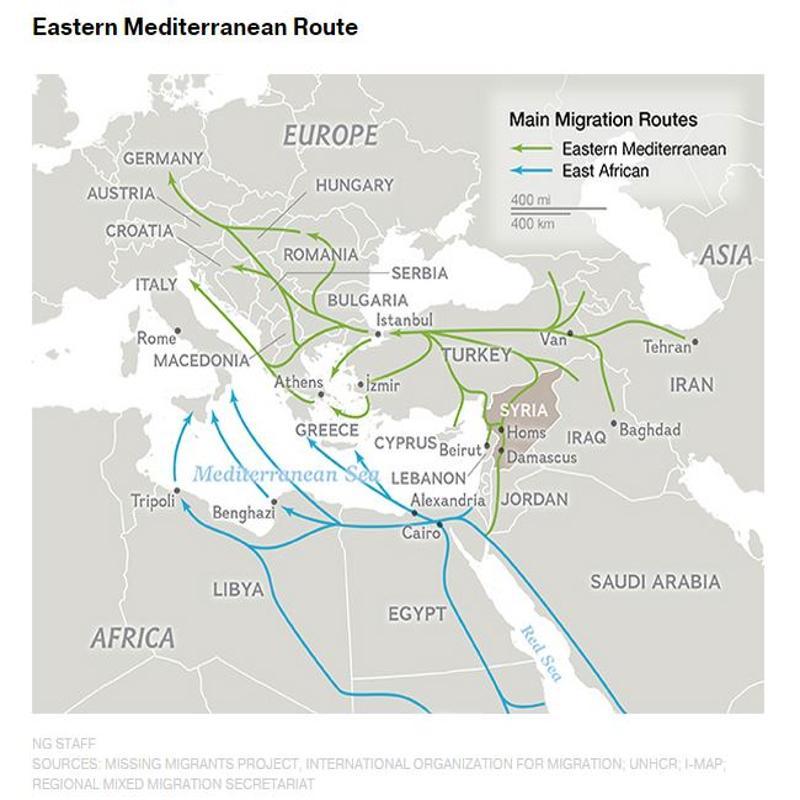 Eastern Mediterranean Route
Main Migration Routes
Eastern Mediterranean
East African
400 mi
400 km
EUROPE
GERMANY
AUSTRIA
HUNGARY
CROATIA
ROMANIA
SERBIA
ASIA
ITALY
BULGARIA
Istanbul
Rome
Van
Tehran
MACEDONIA
TURKEY
Athens
Izmir
IRAN
SYRIA
GREECE
Homs
IRAQ
Baghdad
CYPRUS
Beirut
Damascus
Mediterranean Sea
LEBANON
Tripoli
Benghazi
Alexandria
JORDAN
Cairo
LIBYA
EGYPT
SAUDI ARABIA
AFRICA
Red Sea
NG STAFF
SOURCES: MISSING MIGRANTS PROJECT, INTERNATIONAL ORGANIZATION FOR MIGRATION; UNHCR; I-MAP;
REGIONAL MIXED MIGRATION SECRETARIAT